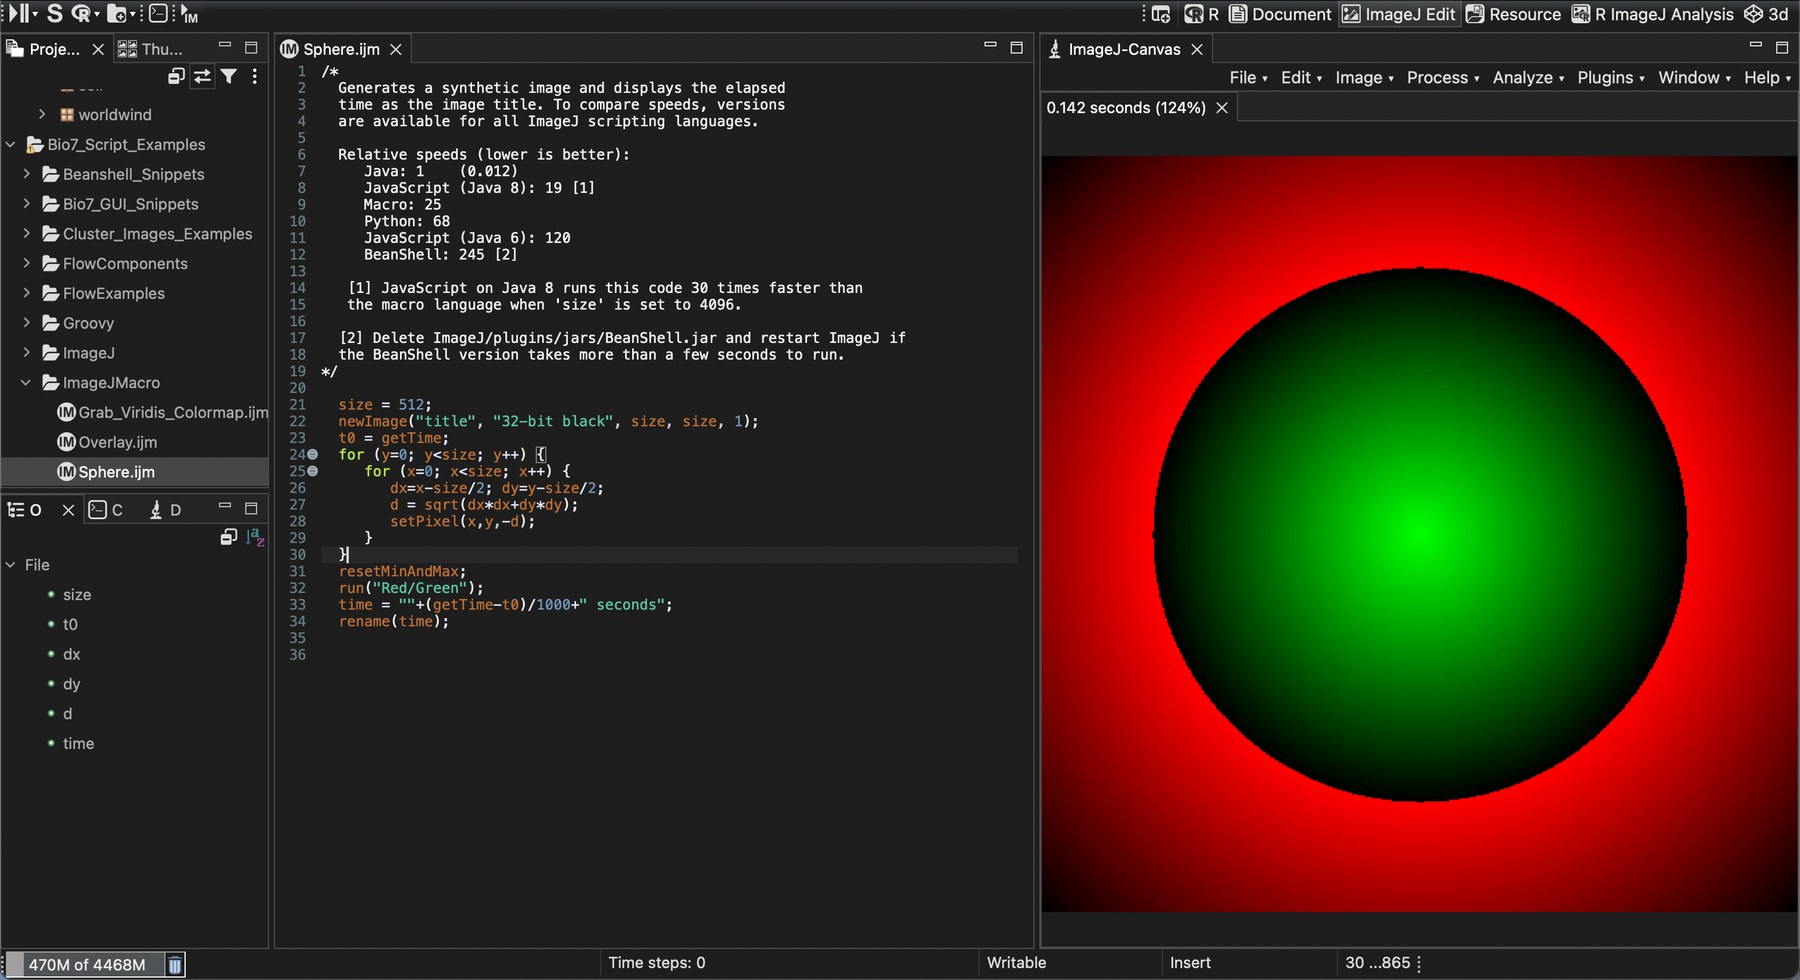 R
Document
ImageJ Edit
Resource
R ImageJ Analysis
3d
Proje...
Thu...
worldwind
Bio7_Script_Examples
Beanshell_Snippets
Bio7_GUI_Snippets
Cluster_Images_Examples
FlowComponents
FlowExamples
Groovy
ImageJ
ImageJMacro
Grab_Viridis_Colormap.ijm
Overlay.ijm
Sphere.ijm
O
C
D
File
size
t0
dx
dy
d
time
Sphere.ijm
1 /*
2 Generates a synthetic image and displays the elapsed
3 time as the image title. To compare speeds, versions
4 are available for all ImageJ scripting languages.
5
6 Relative speeds (lower is better):
7 Java: 1 (0.012)
8 JavaScript (Java 8): 19 [1]
9 Macro: 25
10 Python: 68
11 JavaScript (Java 6): 120
12 BeanShell: 245 [2]
13
14 [1] JavaScript on Java 8 runs this code 30 times faster than
15 the macro language when 'size' is set to 4096.
16
17 [2] Delete ImageJ/plugins/jars/BeanShell.jar and restart ImageJ if
18 the BeanShell version takes more than a few seconds to run.
19 */
20
21 size = 512;
22 newImage("title", "32-bit black", size, size, 1);
23 t0 = getTime;
24 for (y=0; y<size; y++) {
25 for (x=0; x<size; x++) {
26 dx=x-size/2; dy=y-size/2;
27 d = sqrt(dx*dx+dy*dy);
28 setPixel(x,y,-d);
29 }
30 }
31 resetMinAndMax;
32 run("Red/Green");
33 time = ""+(getTime-t0)/1000+" seconds";
34 rename(time);
35
36
ImageJ-Canvas
File Edit Image Process Analyze Plugins Window Help
0.142 seconds (124%)
470M of 4468M
Time steps: 0
Writable
Insert
30 ...865